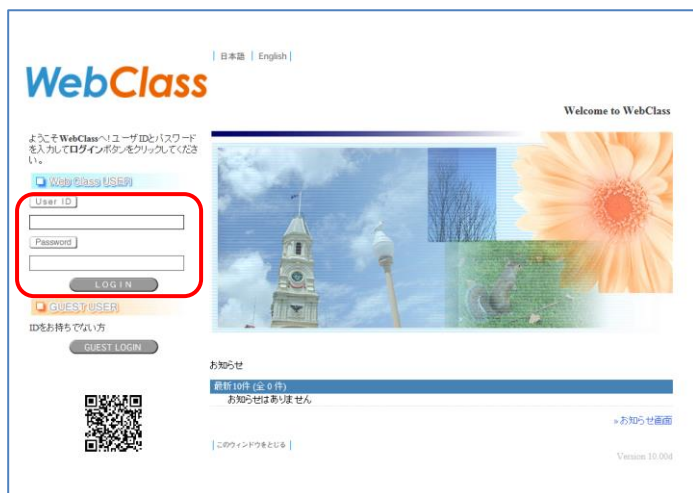 日本語 | English |
WebClass
Welcome to WebClass
ようこそWebClassへ!ユーザIDとパスワード
を入力してログインボタンをクリックしてくださ
い。
Web Class USER
User ID
Password
LOGIN
GUEST USER
IDをお持ちでない方
GUEST LOGIN
お知らせ
最新10件 (全 0 件)
お知らせはありません
»お知らせ画面
| このウィンドウをとじる |
Version 10.00d